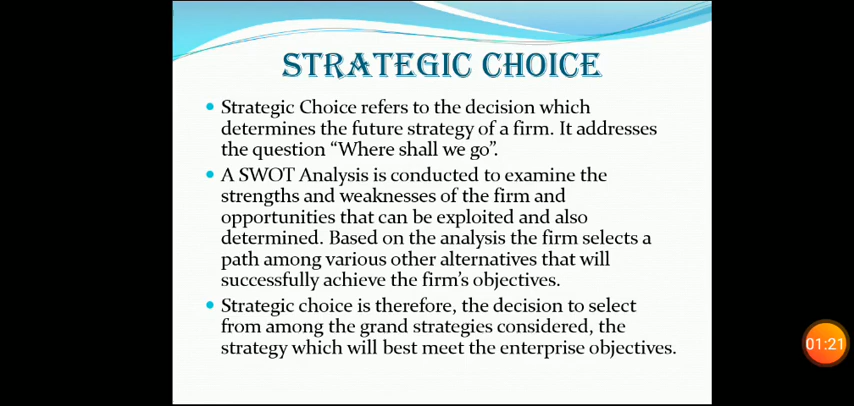 STRATEGIC CHOICE
• Strategic Choice refers to the decision which
determines the future strategy of a firm. It addresses
the question “Where shall we go”.
• A SWOT Analysis is conducted to examine the
strengths and weaknesses of the firm and
opportunities that can be exploited and also
determined. Based on the analysis the firm selects a
path among various other alternatives that will
successfully achieve the firm’s objectives.
• Strategic choice is therefore, the decision to select
from among the grand strategies considered, the
strategy which will best meet the enterprise objectives.
01:21